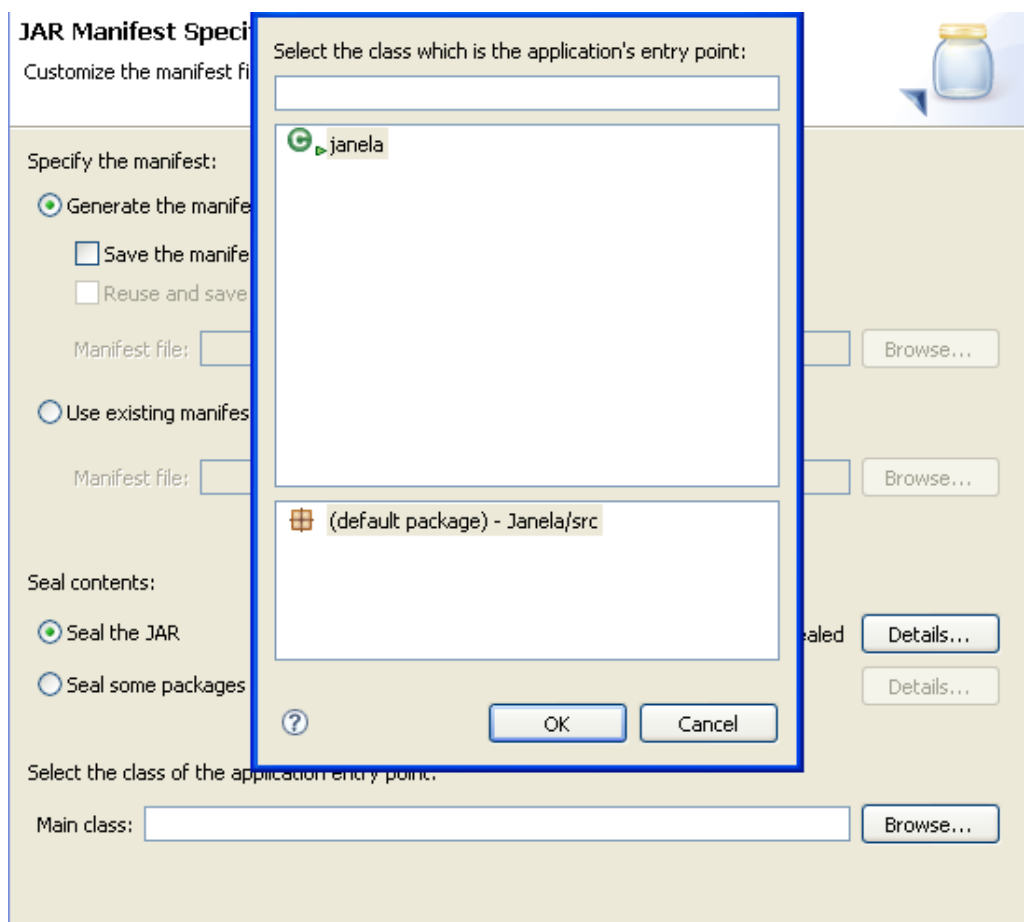 JAR Manifest Speci
Customize the manifest fi
Select the class which is the application's entry point:
janela
(default package) - Janela/src
OK
Cancel
Specify the manifest:
Generate the manife
Save the manife
Reuse and save
Manifest file:
Browse...
Use existing manifes
Manifest file:
Browse...
Seal contents:
Seal the JAR
ealed
Details...
Seal some packages
Details...
Select the class of the application entry point:
Main class:
Browse...